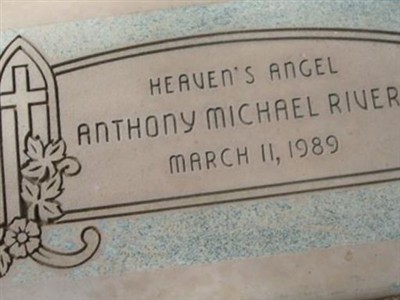 HEAVEN'S ANGEL
ANTHONY MICHAEL RIVER
MARCH 11, 1989